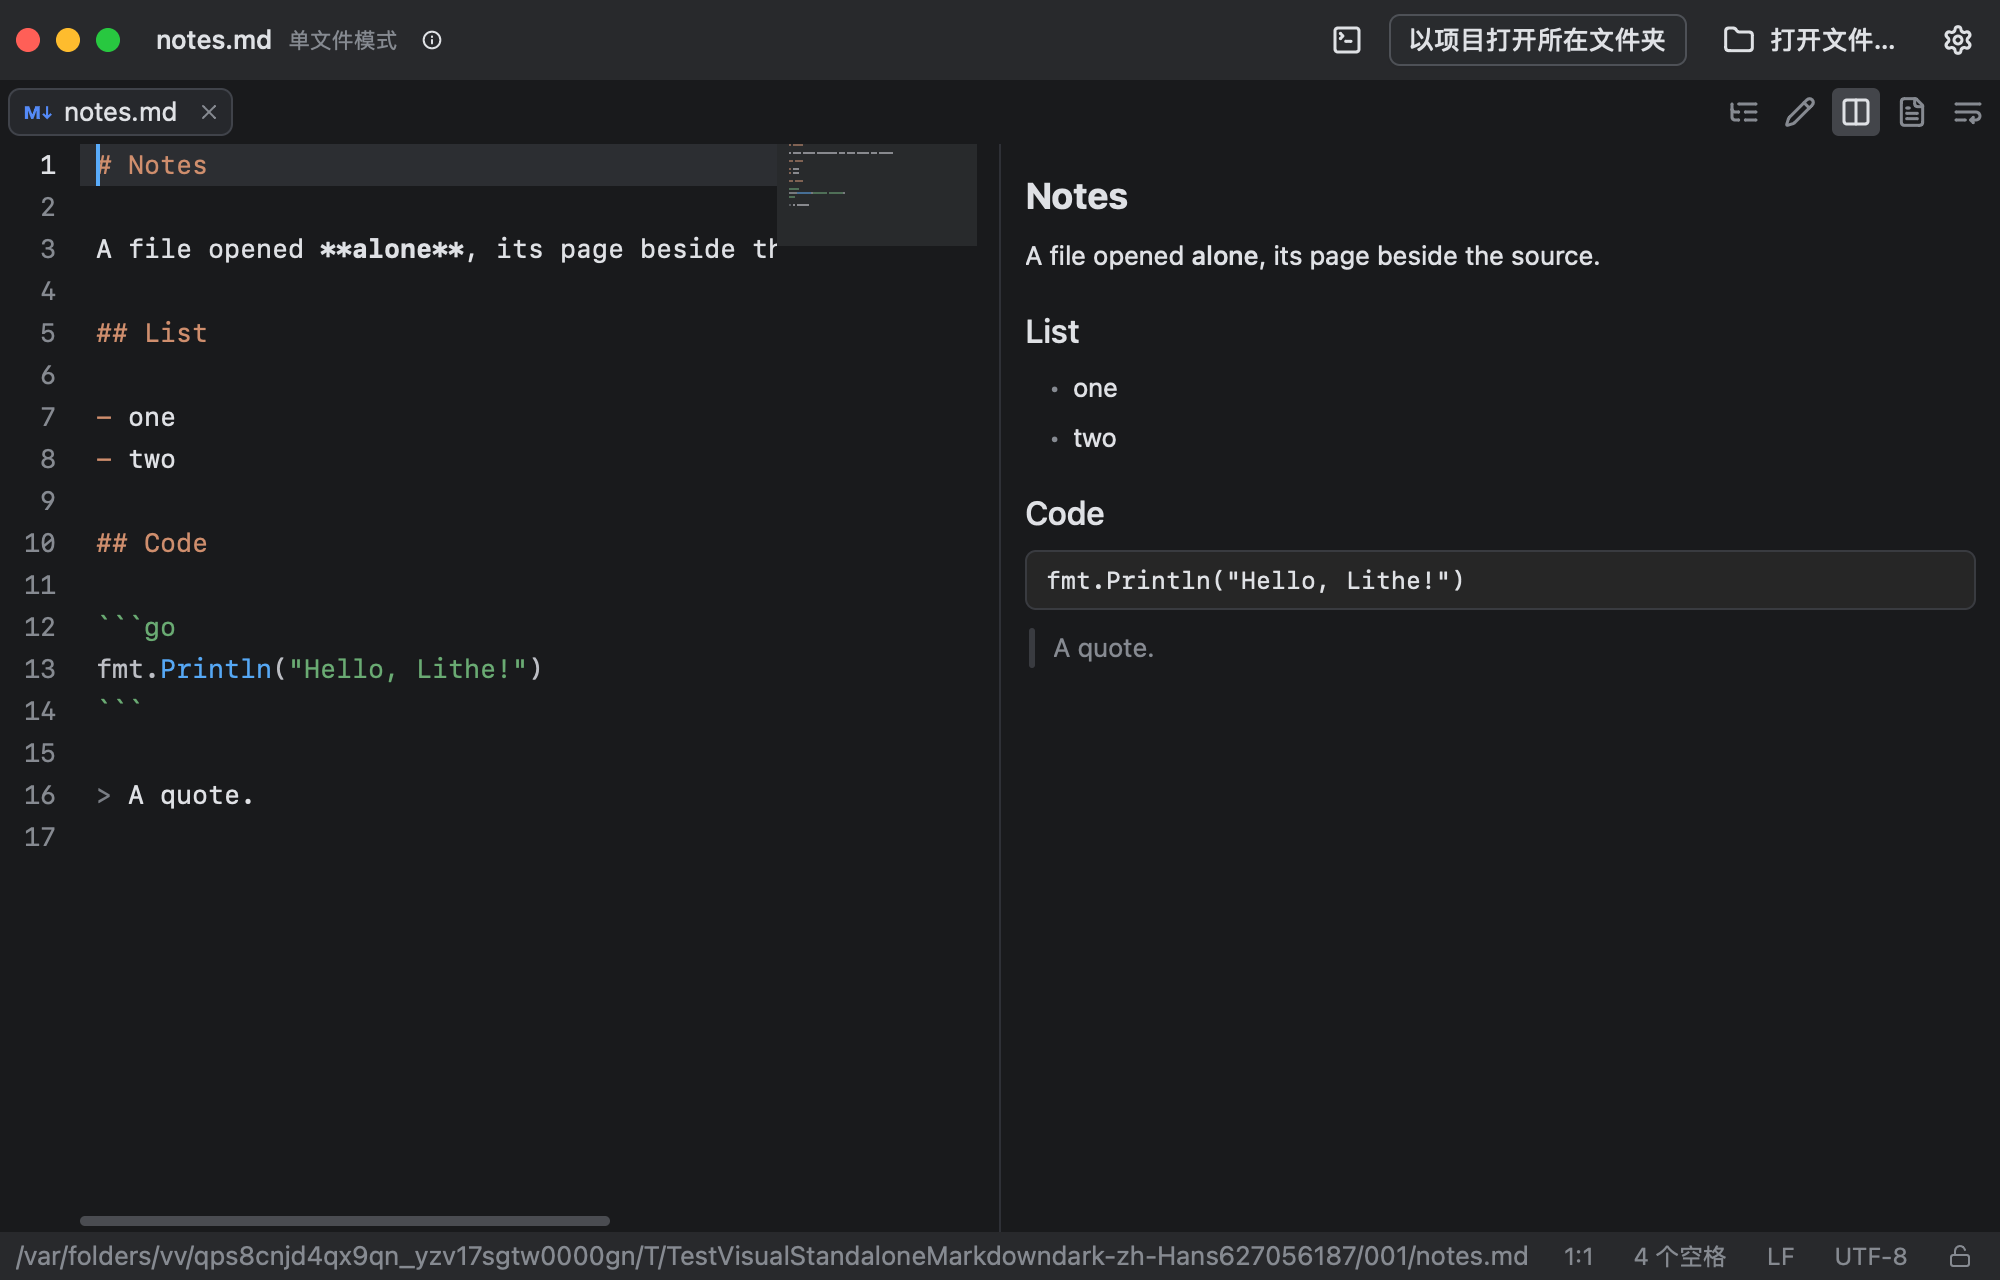 notes.md 单文件模式
以项目打开所在文件夹 打开文件...
M↓ notes.md
1 # Notes
2
3 A file opened **alone**, its page beside th
4
5 ## List
6
7 - one
8 - two
9
10 ## Code
11
12 ```go
13 fmt.Println("Hello, Lithe!")
14 ```
15
16 > A quote.
17
Notes
A file opened alone, its page beside the source.
List
• one
• two
Code
fmt.Println("Hello, Lithe!")
A quote.
/var/folders/vv/qps8cnjd4qx9qn_yzv17sgtw0000gn/T/TestVisualStandaloneMarkdowndark-zh-Hans627056187/001/notes.md 1:1 4 个空格 LF UTF-8